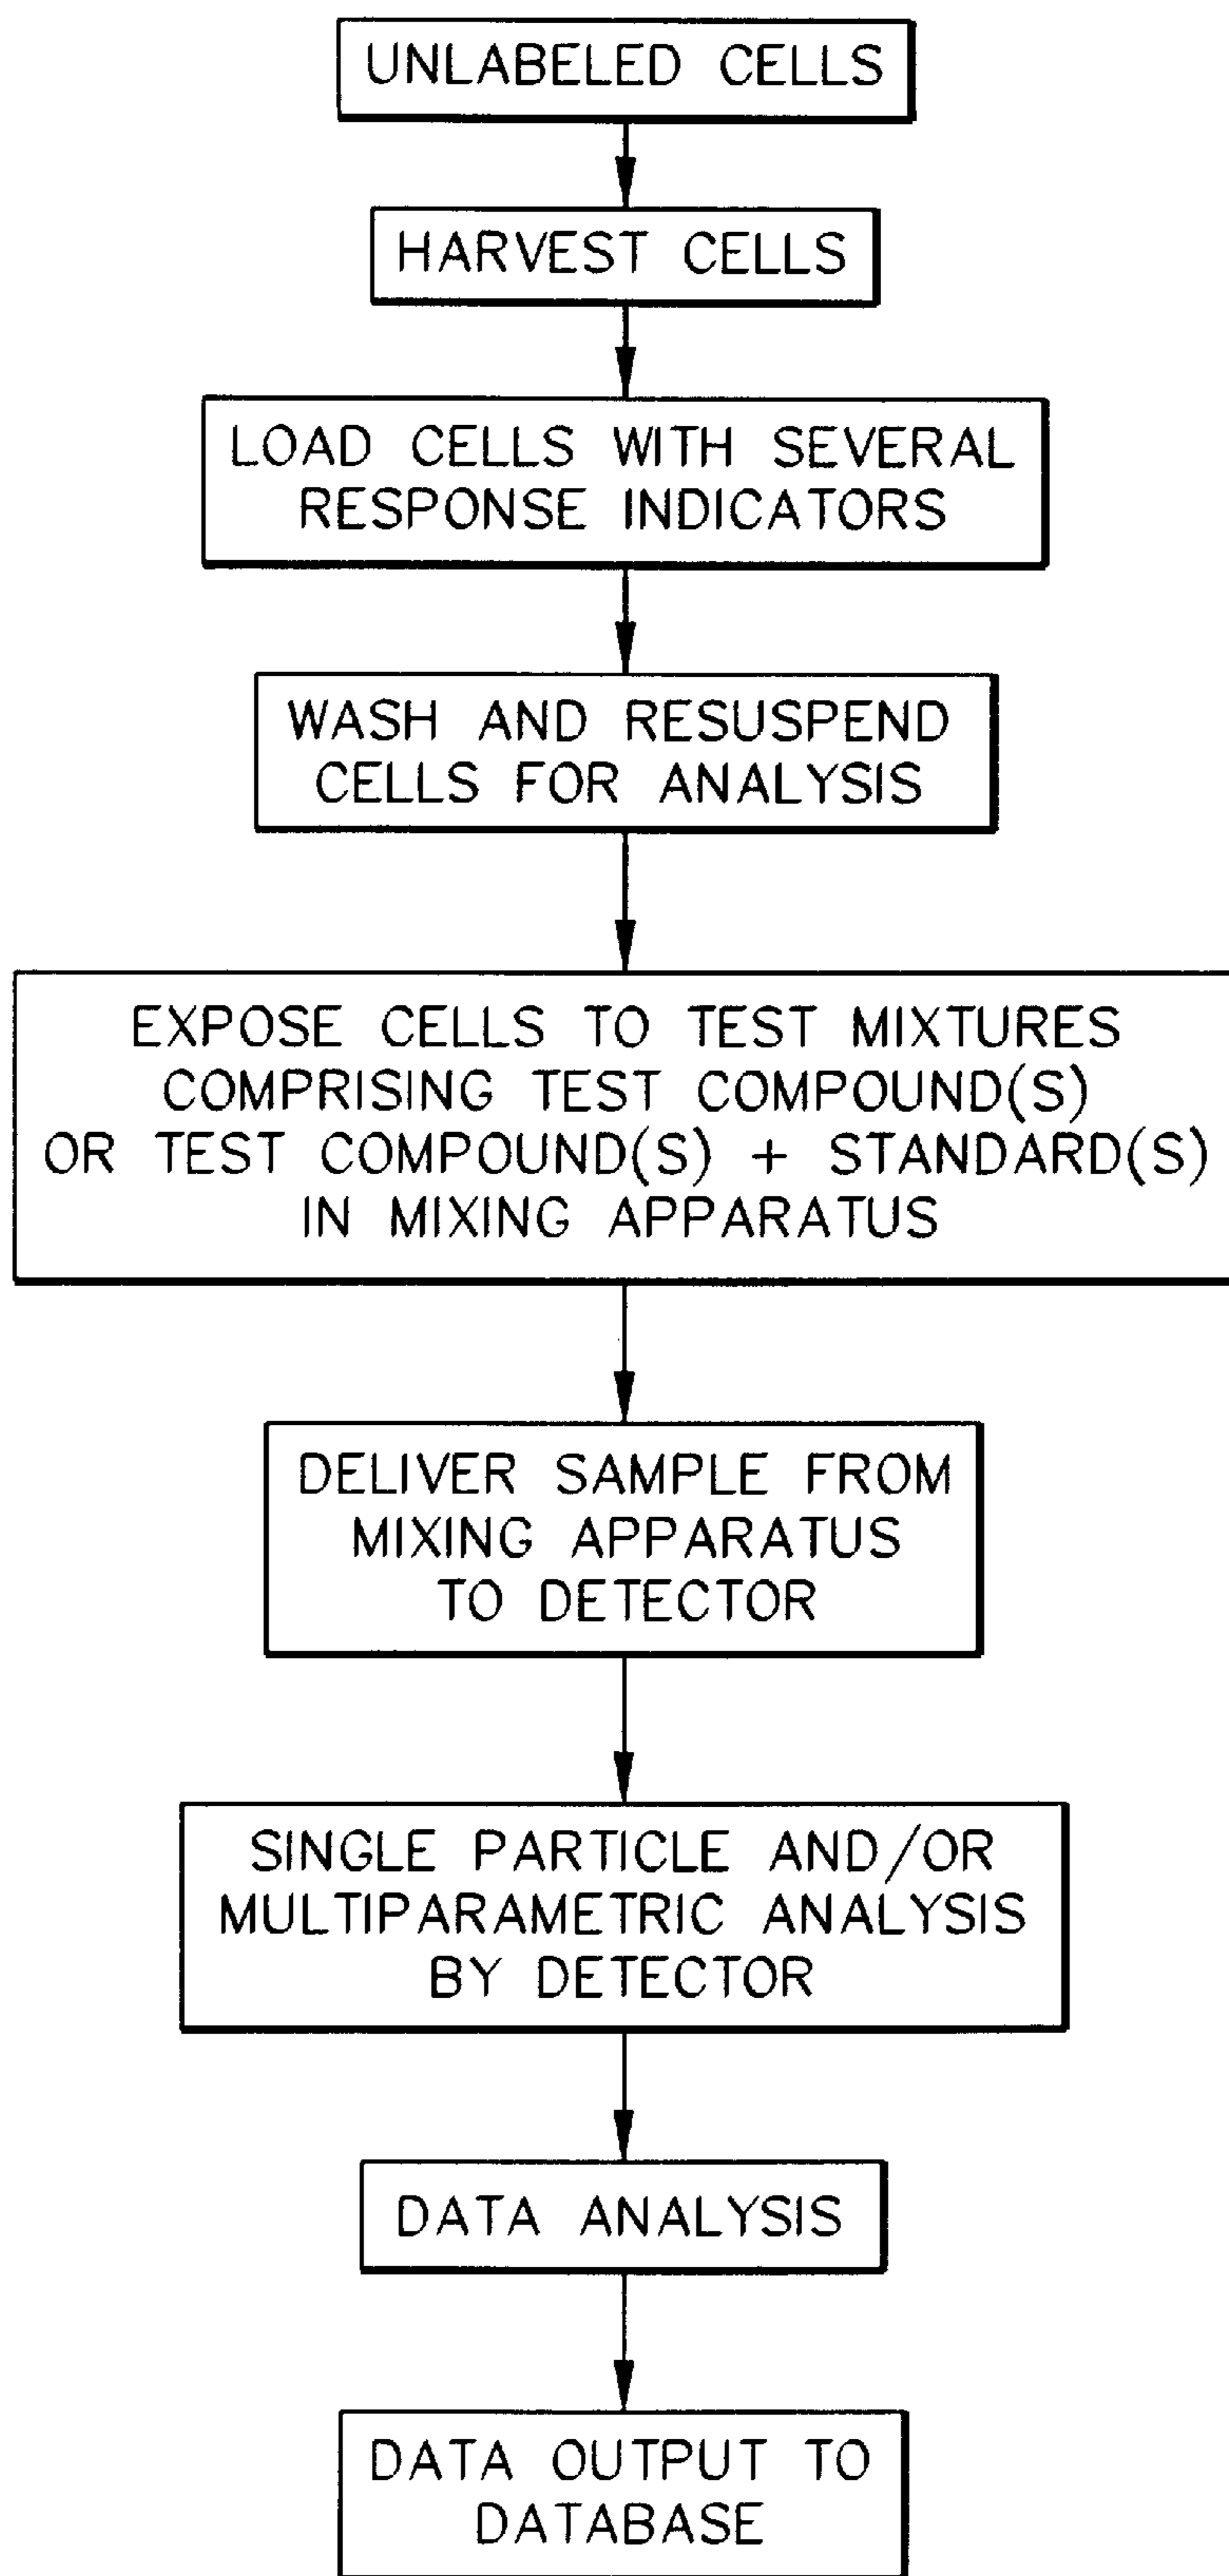 UNLABELED CELLS
HARVEST CELLS
LOAD CELLS WITH SEVERAL
RESPONSE INDICATORS
WASH AND RESUSPEND
CELLS FOR ANALYSIS
EXPOSE CELLS TO TEST MIXTURES
COMPRISING TEST COMPOUND(S)
OR TEST COMPOUND(S) + STANDARD(S)
IN MIXING APPARATUS
DELIVER SAMPLE FROM
MIXING APPARATUS
TO DETECTOR
SINGLE PARTICLE AND/OR
MULTIPARAMETRIC ANALYSIS
BY DETECTOR
DATA ANALYSIS
DATA OUTPUT TO
DATABASE